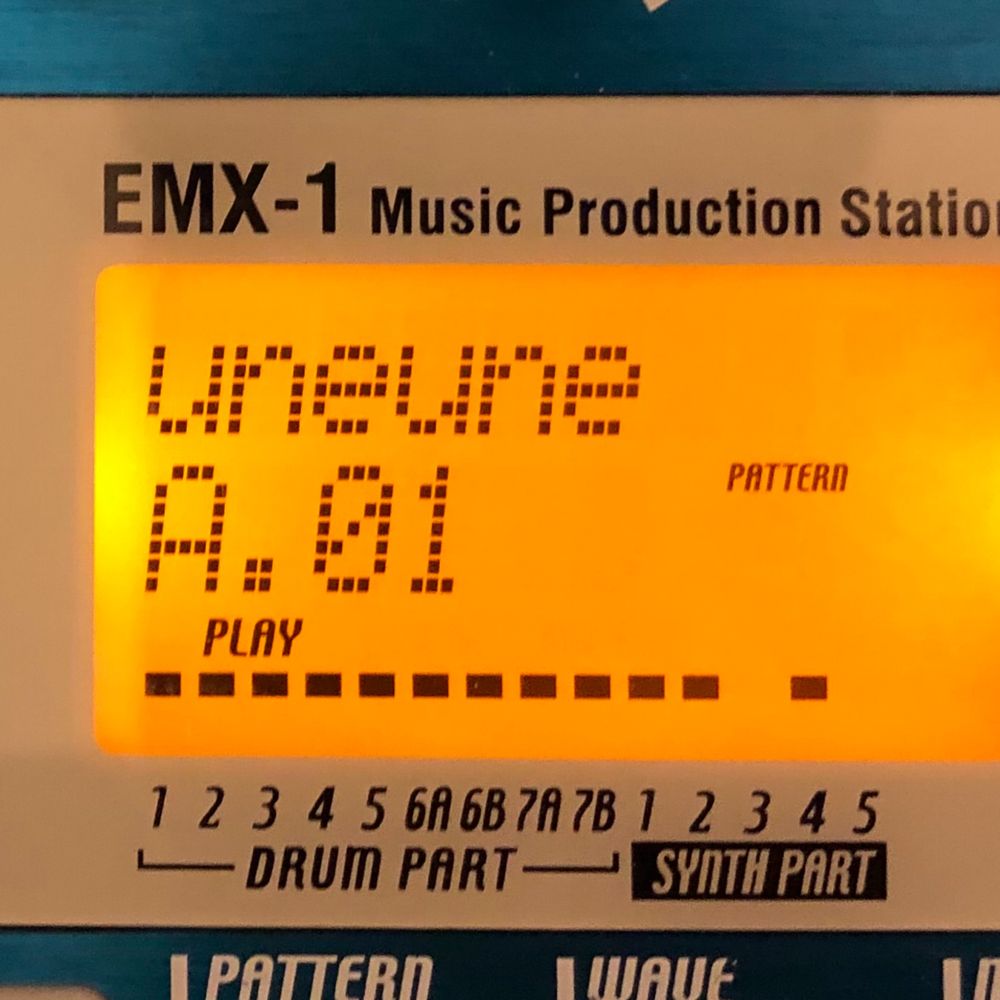 EMX-1 Music Production Station
uneune
A.01
PATTERN
PLAY
1 2 3 4 5 6A 6B 7A 7B 1 2 3 4 5
DRUM PART SYNTH PART
PATTERN WAVE